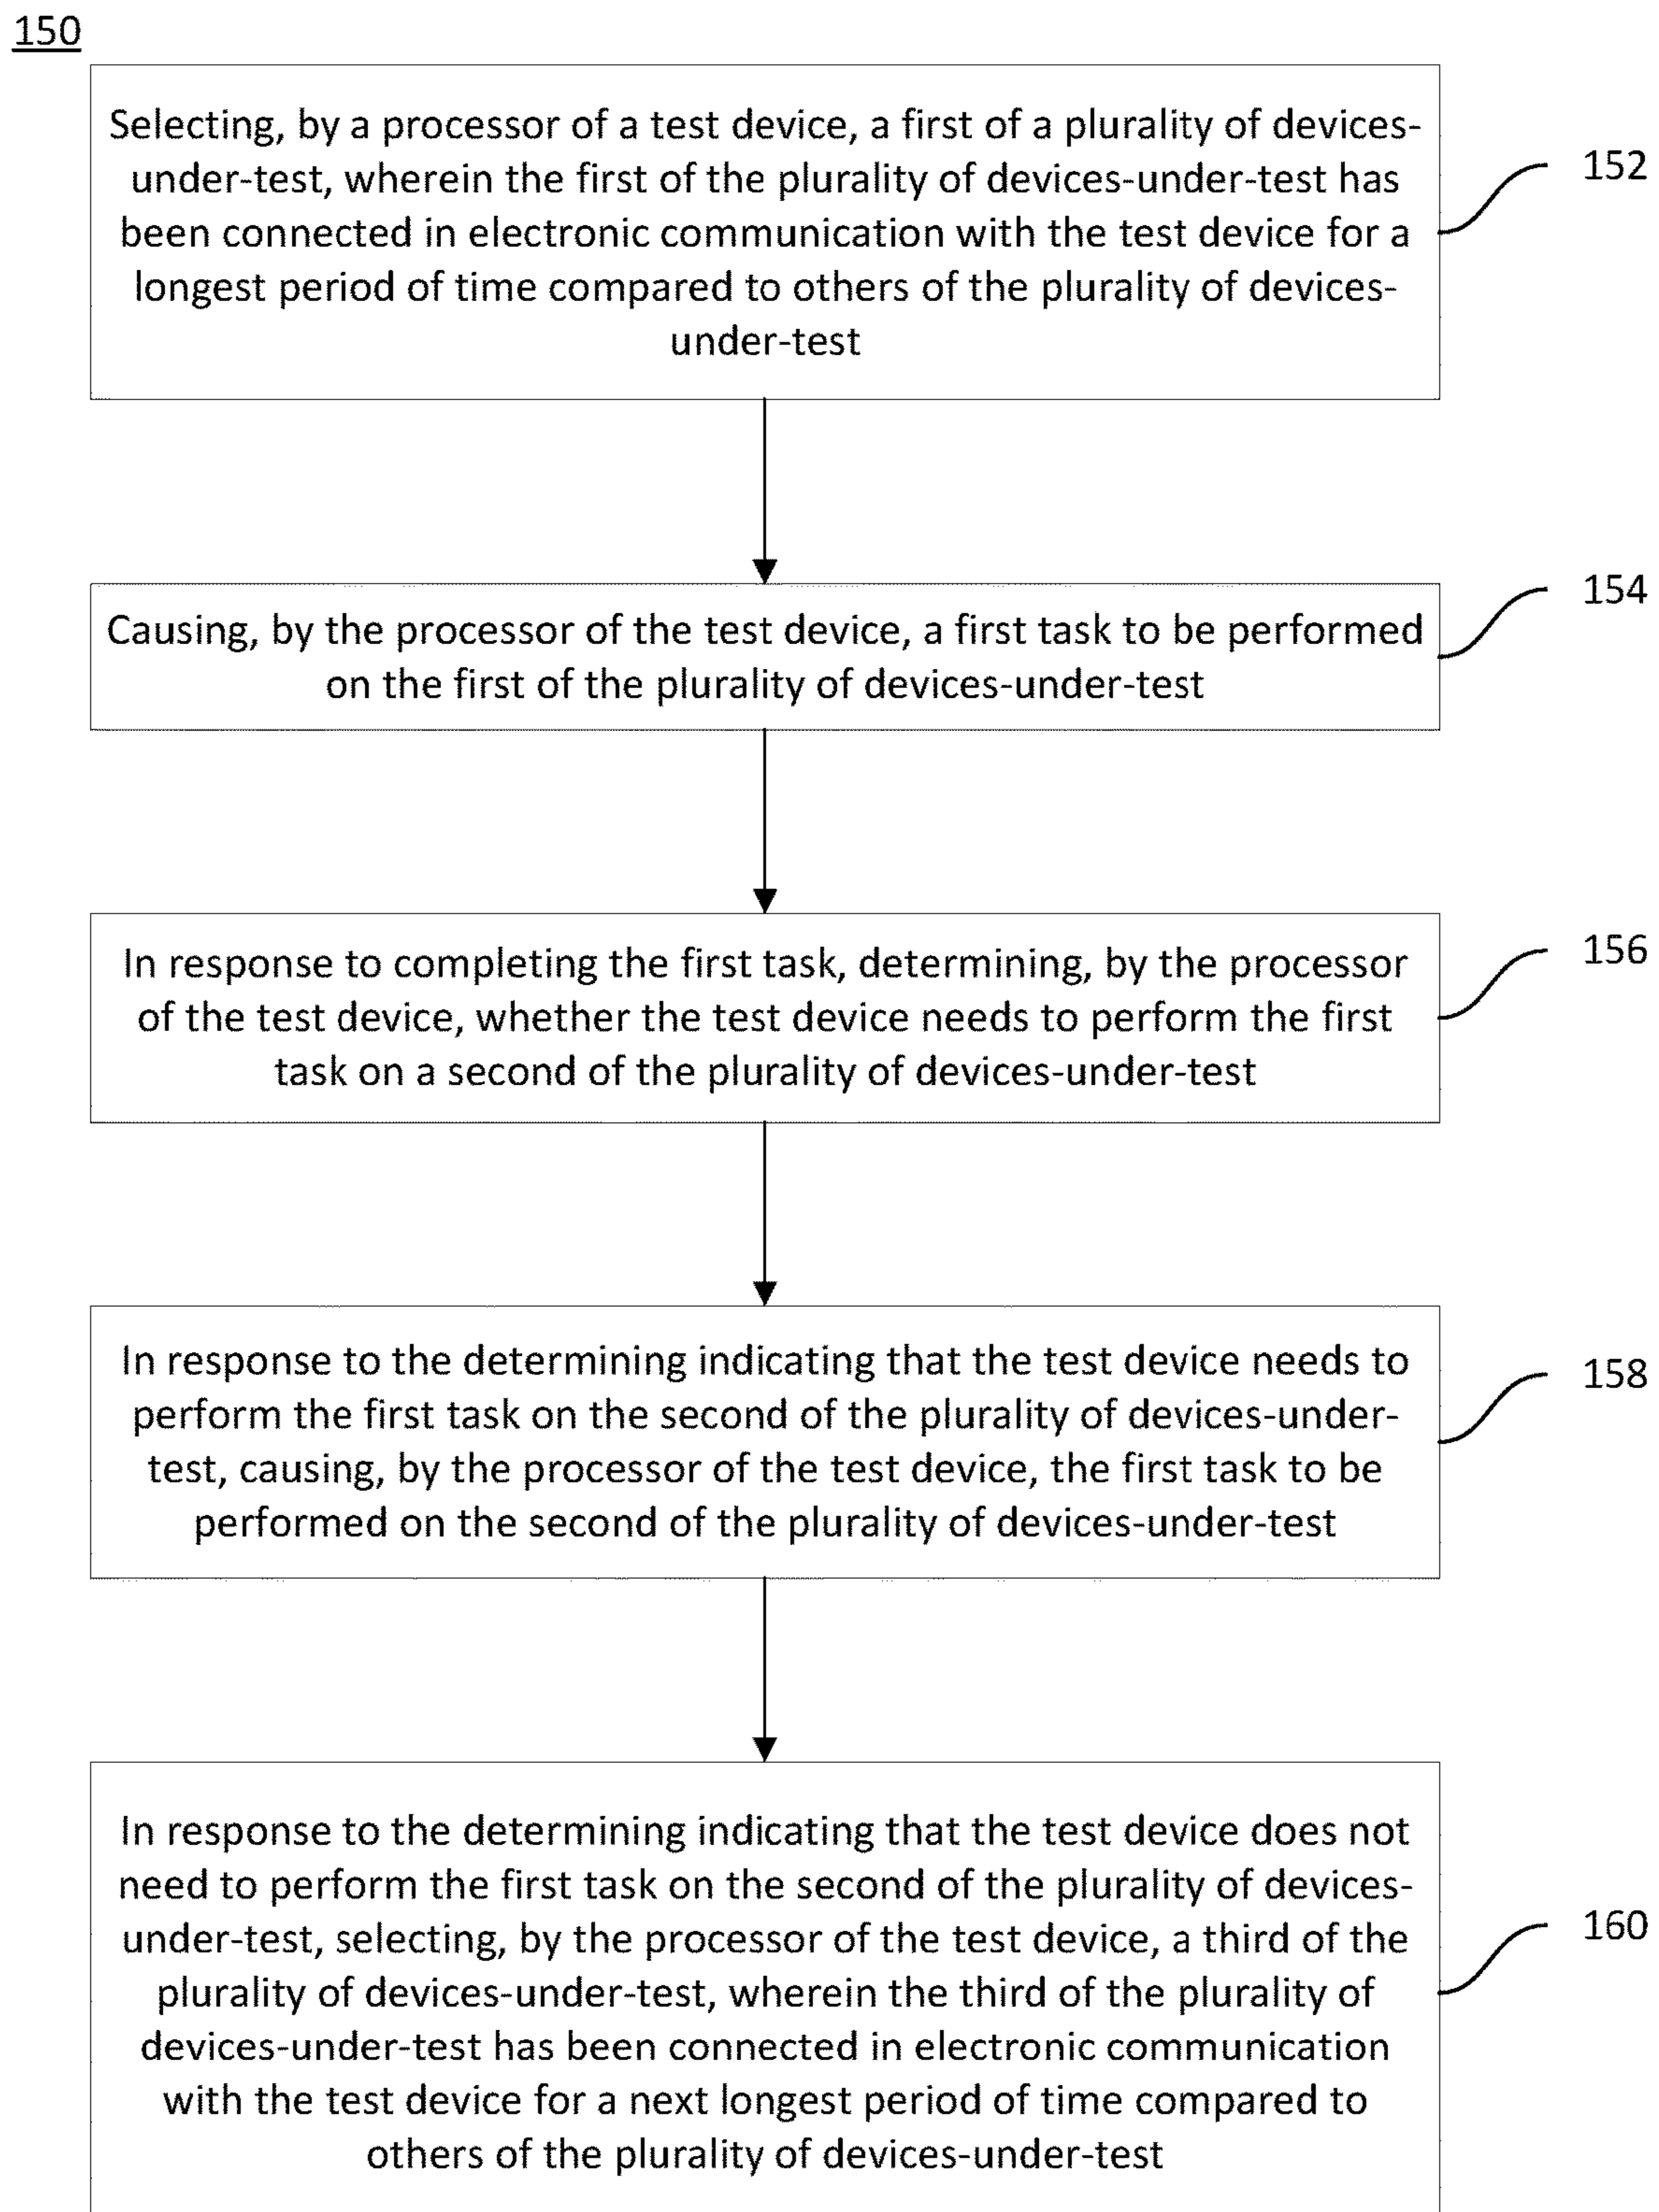 150
Selecting, by a processor of a test device, a first of a plurality of devices-
under-test, wherein the first of the plurality of devices-under-test has
been connected in electronic communication with the test device for a
longest period of time compared to others of the plurality of devices-
under-test
152
Causing, by the processor of the test device, a first task to be performed
on the first of the plurality of devices-under-test
154
In response to completing the first task, determining, by the processor
of the test device, whether the test device needs to perform the first
task on a second of the plurality of devices-under-test
156
In response to the determining indicating that the test device needs to
perform the first task on the second of the plurality of devices-under-
test, causing, by the processor of the test device, the first task to be
performed on the second of the plurality of devices-under-test
158
In response to the determining indicating that the test device does not
need to perform the first task on the second of the plurality of devices-
under-test, selecting, by the processor of the test device, a third of the
plurality of devices-under-test, wherein the third of the plurality of
devices-under-test has been connected in electronic communication
with the test device for a next longest period of time compared to
others of the plurality of devices-under-test
160